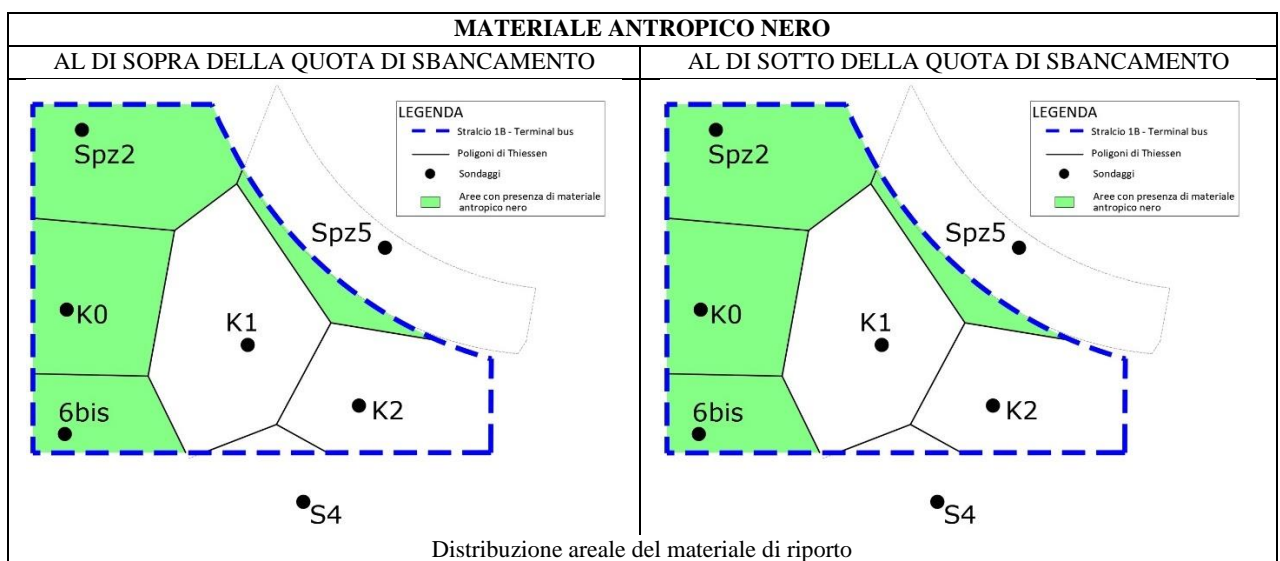 MATERIALE ANTROPICO NERO
AL DI SOPRA DELLA QUOTA DI SBANCAMENTO
AL DI SOTTO DELLA QUOTA DI SBANCAMENTO
LEGENDA
Stralcio 1B - Terminal bus
Poligoni di Thiessen
Sondaggi
Aree con presenza di materiale
antropico nero
Spz2
Spz5
K0
K1
6bis
K2
S4
LEGENDA
Stralcio 1B - Terminal bus
Poligoni di Thiessen
Sondaggi
Aree con presenza di materiale
antropico nero
Spz2
Spz5
K0
K1
6bis
K2
S4
Distribuzione areale del materiale di riporto